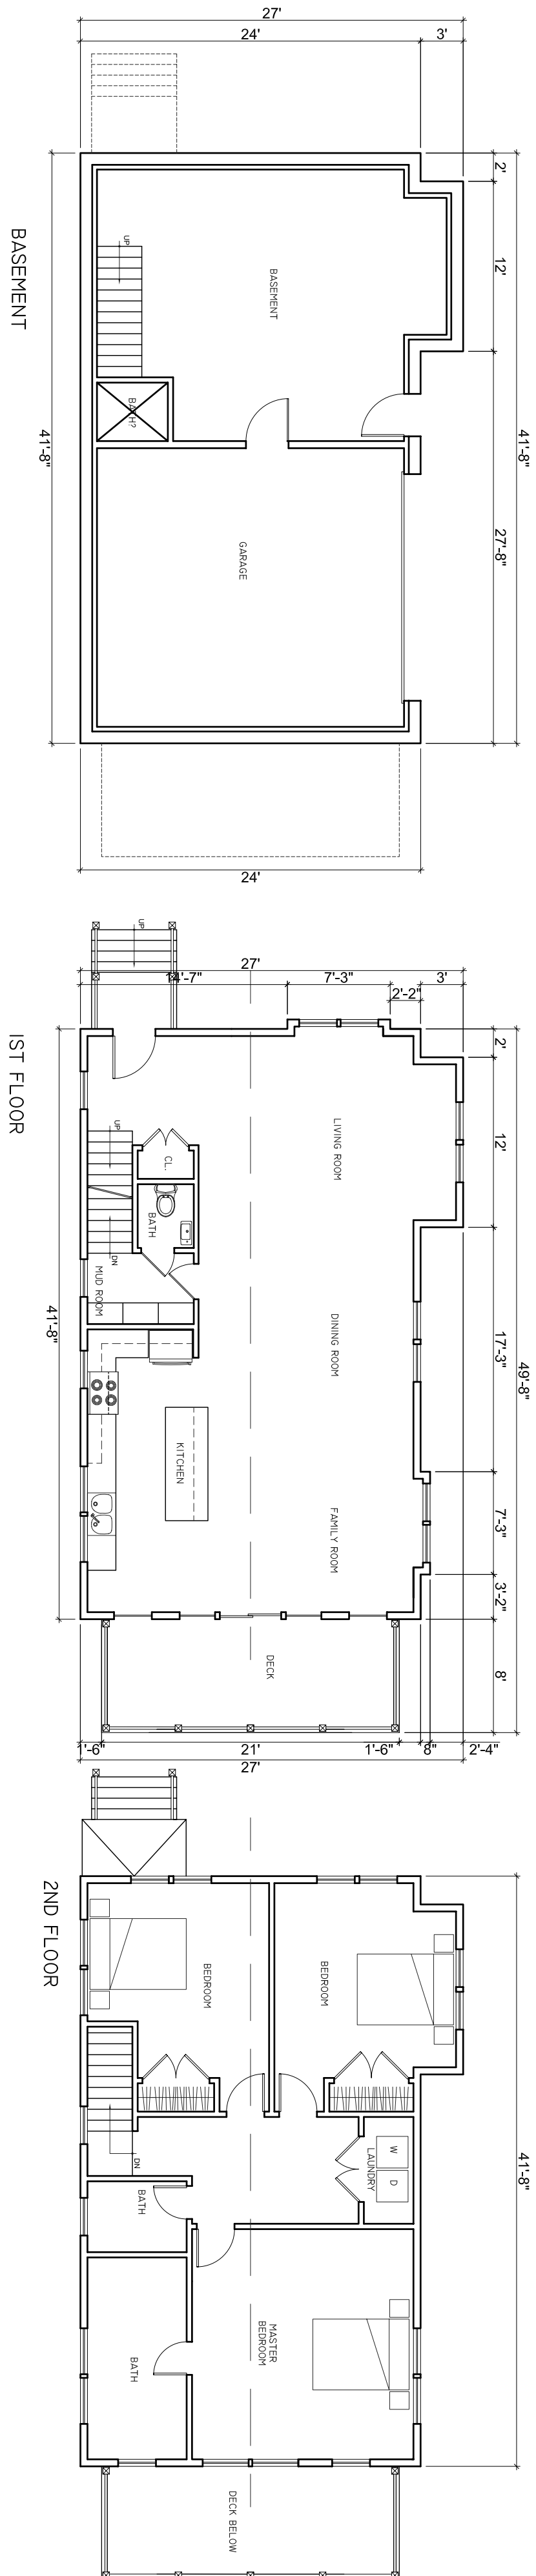 27'
24'
3'
2'
12'
27'-8"
41'-8"
UP
BASEMENT
BATH?
GARAGE
41'-8"
24'
BASEMENT
27'
14'-7"
7'-3"
2'-2"
3'
2'
12'
17'-3"
7'-3"
3'-2"
8'
49'-8"
UP
LIVING ROOM
UP
CL.
BATH
DN
MUD ROOM
DINING ROOM
KITCHEN
FAMILY ROOM
DECK
41'-8"
1'-6"
21'
1'-6"
8"
2'-4"
27'
1ST FLOOR
41'-8"
BEDROOM
BEDROOM
W
D
LAUNDRY
DN
BATH
MASTER
BEDROOM
BATH
DECK BELOW
2ND FLOOR